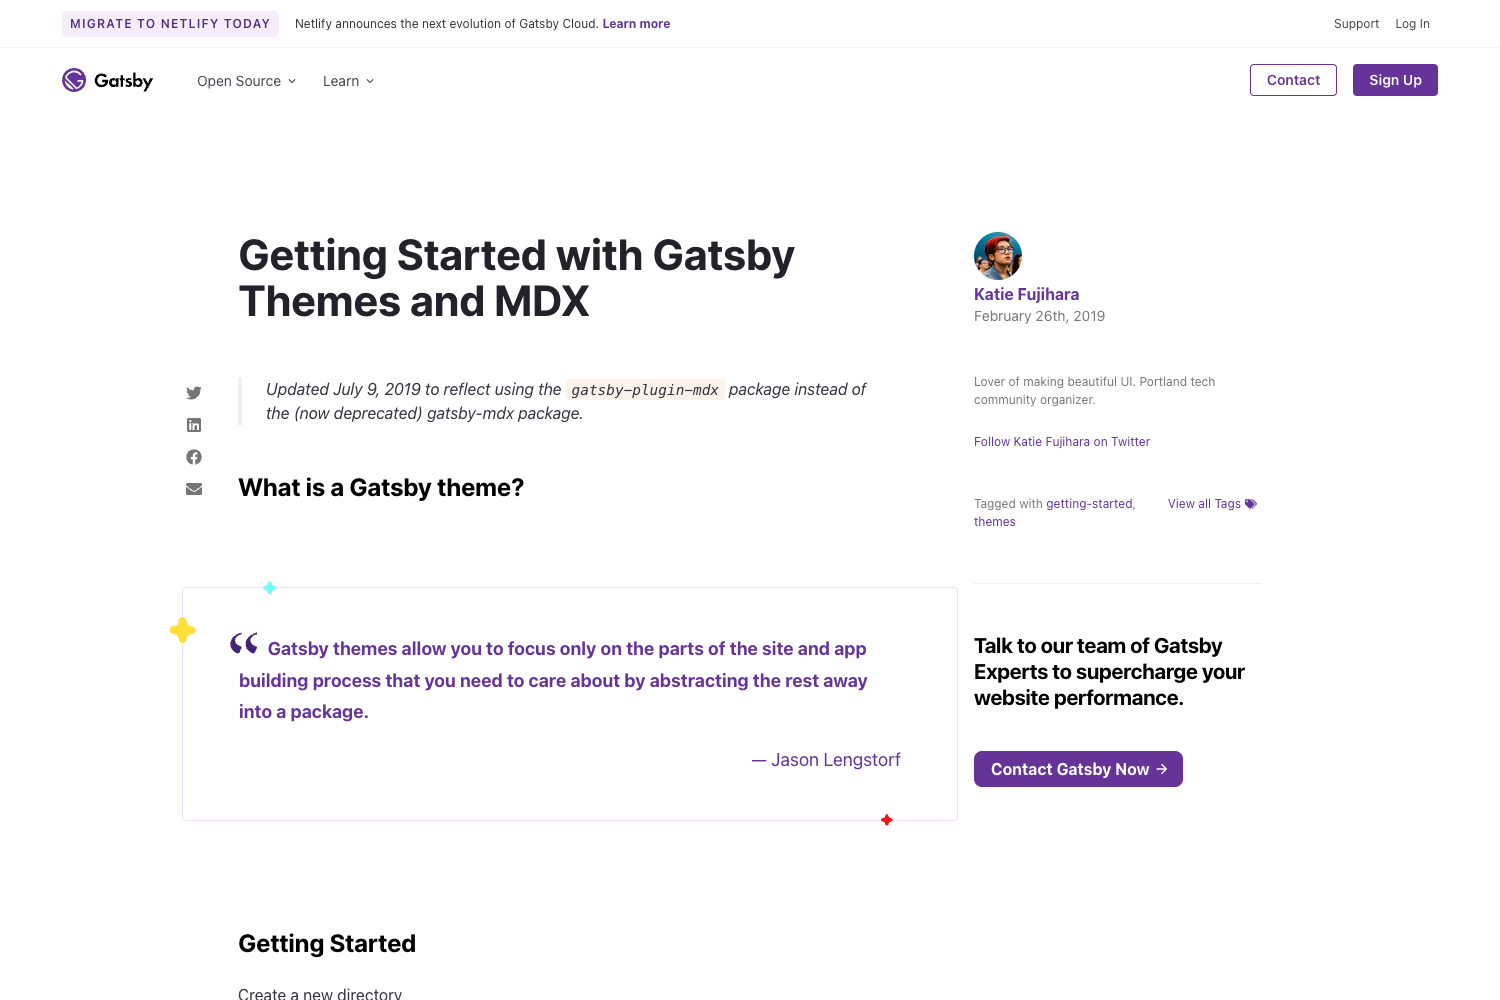 MIGRATE TO NETLIFY TODAY
Netlify announces the next evolution of Gatsby Cloud. Learn more
Support
Log In
Gatsby
Open Source
Learn
Contact
Sign Up
Getting Started with Gatsby
Themes and MDX
Katie Fujihara
February 26th, 2019
Updated July 9, 2019 to reflect using the gatsby-plugin-mdx package instead of
the (now deprecated) gatsby-mdx package.
Lover of making beautiful UI. Portland tech
community organizer.
Follow Katie Fujihara on Twitter
What is a Gatsby theme?
Tagged with getting-started,
themes
View all Tags
“ Gatsby themes allow you to focus only on the parts of the site and app
building process that you need to care about by abstracting the rest away
into a package.
— Jason Lengstorf
Talk to our team of Gatsby
Experts to supercharge your
website performance.
Contact Gatsby Now →
Getting Started
Create a new directory